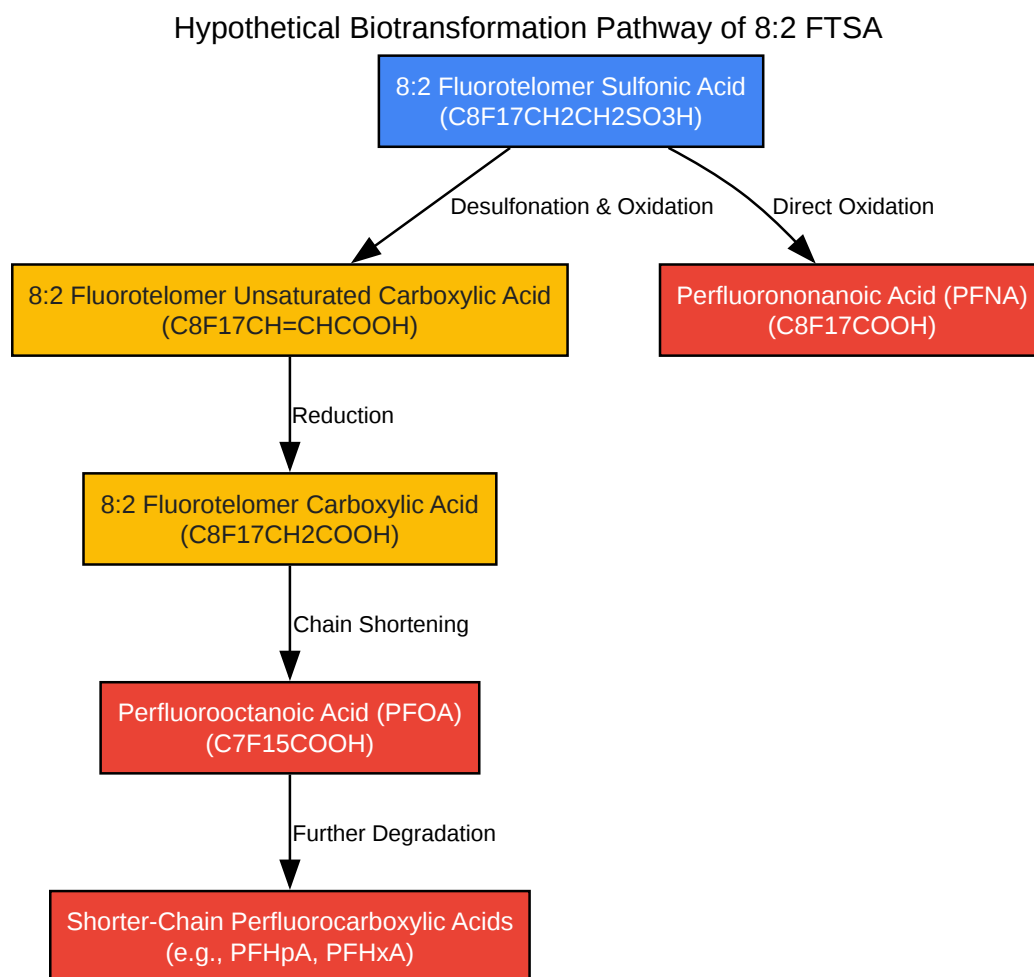 Hypothetical Biotransformation Pathway of 8:2 FTSA
8:2 Fluorotelomer Sulfonic Acid
(C8F17CH2CH2SO3H)
Desulfonation & Oxidation
Direct Oxidation
8:2 Fluorotelomer Unsaturated Carboxylic Acid
(C8F17CH=CHCOOH)
Perfluorononanoic Acid (PFNA)
(C8F17COOH)
Reduction
8:2 Fluorotelomer Carboxylic Acid
(C8F17CH2COOH)
Chain Shortening
Perfluorooctanoic Acid (PFOA)
(C7F15COOH)
Further Degradation
Shorter-Chain Perfluorocarboxylic Acids
(e.g., PFHpA, PFHxA)